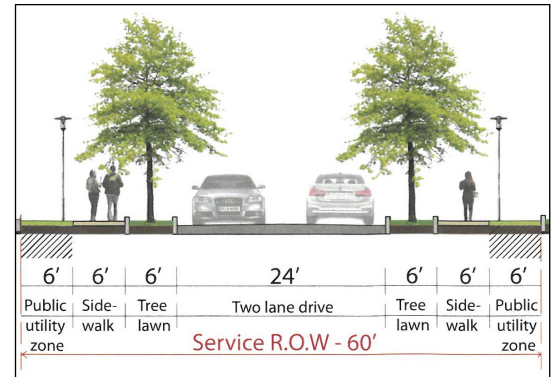 6’ 6’ 6’ 24’ 6’ 6’ 6’
Public Side- Tree Two lane drive Tree Side- Public
utility walk lawn lawn walk utility
zone zone
Service R.O.W - 60’